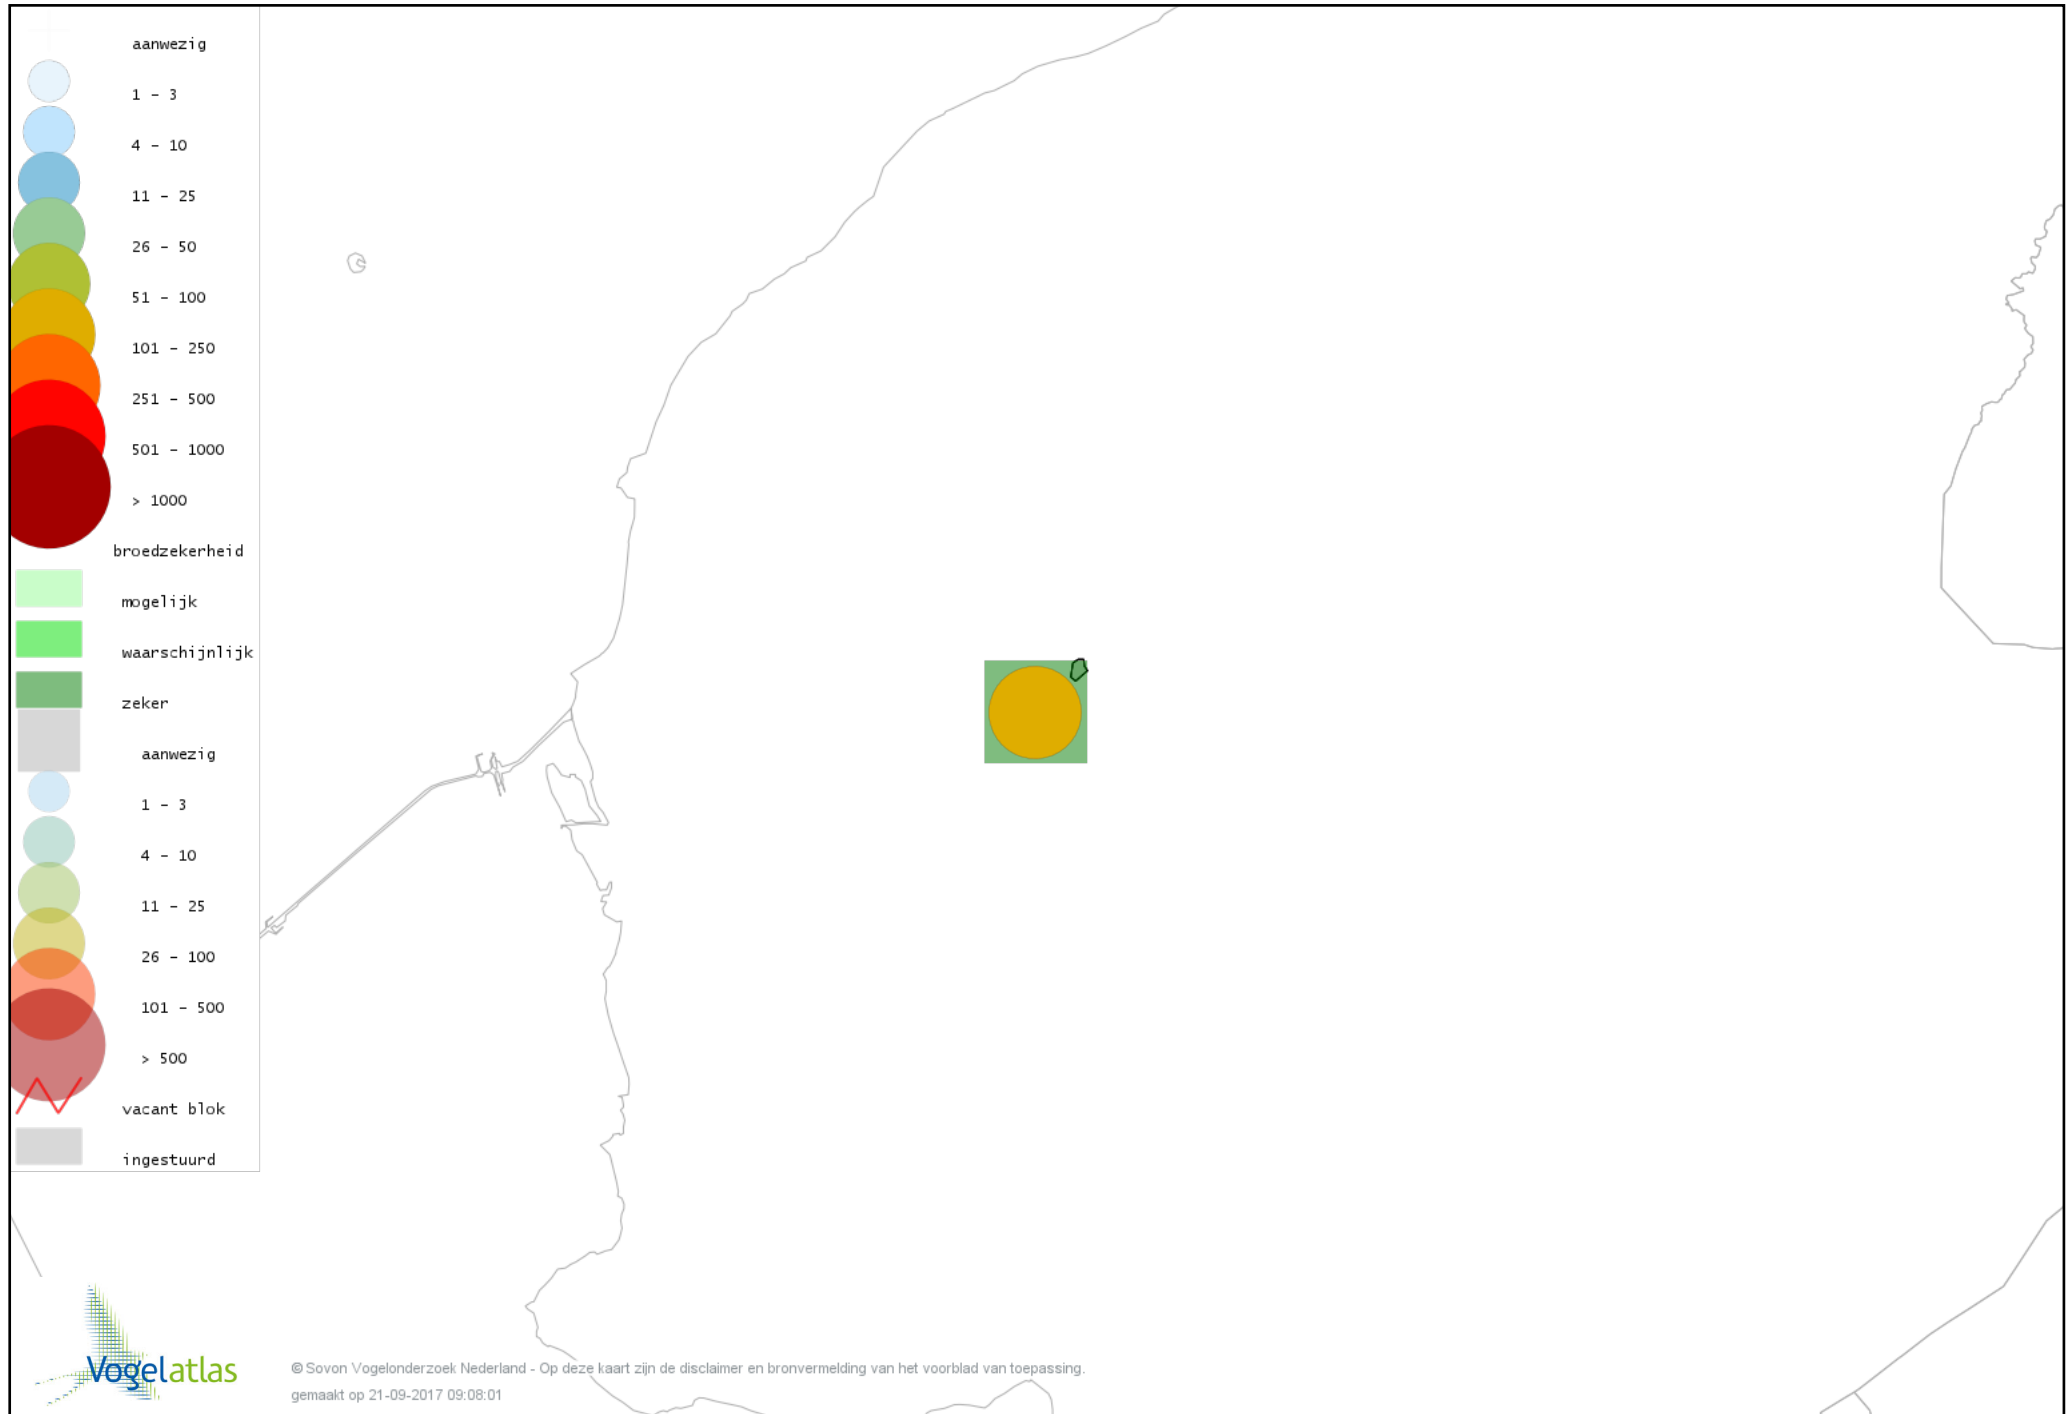 aanwezig
1 - 3
4 - 10
11 - 25
26 - 50
51 - 100
101 - 250
251 - 500
501 - 1000
> 1000
broedzekerheid
mogelijk
waarschijnlijk
zeker
aanwezig
1 - 3
4 - 10
11 - 25
26 - 100
101 - 500
> 500
vacant blok
ingestuurd
Vogelatlas
© Sovon Vogelonderzoek Nederland - Op deze kaart zijn de disclaimer en bronvermelding van het voorblad van toepassing.
gemaakt op 21-09-2017 09:08:01